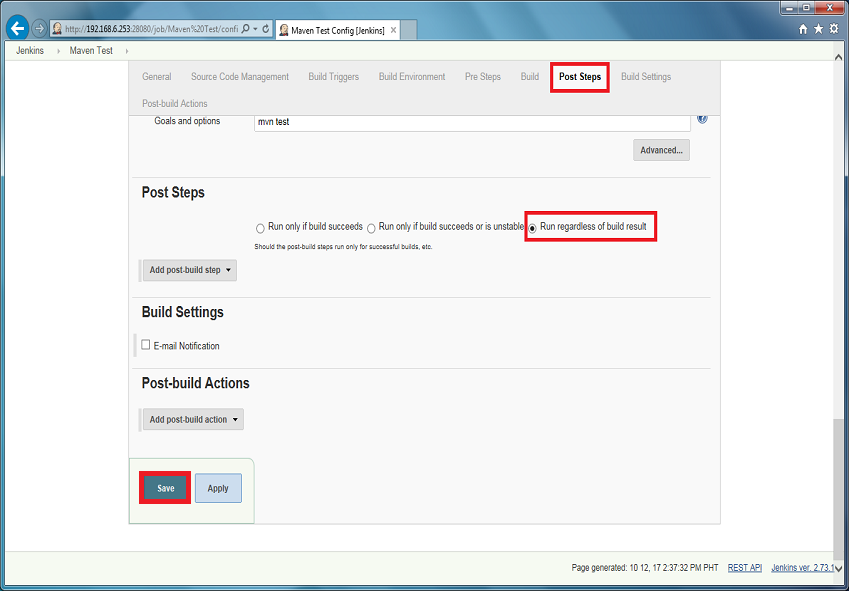 http://192.168.6.253:28080/job/Maven%20Test/confi
Maven Test Config [Jenkins]
Jenkins
Maven Test
General
Source Code Management
Build Triggers
Build Environment
Pre Steps
Build
Post Steps
Build Settings
Post-build Actions
Goals and options
mvn test
Advanced...
Post Steps
Run only if build succeeds
Run only if build succeeds or is unstable
Run regardless of build result
Should the post-build steps run only for successful builds, etc.
Add post-build step
Build Settings
E-mail Notification
Post-build Actions
Add post-build action
Save
Apply
Page generated: 10 12, 17 2:37:32 PM PHT
REST API
Jenkins ver. 2.73.1